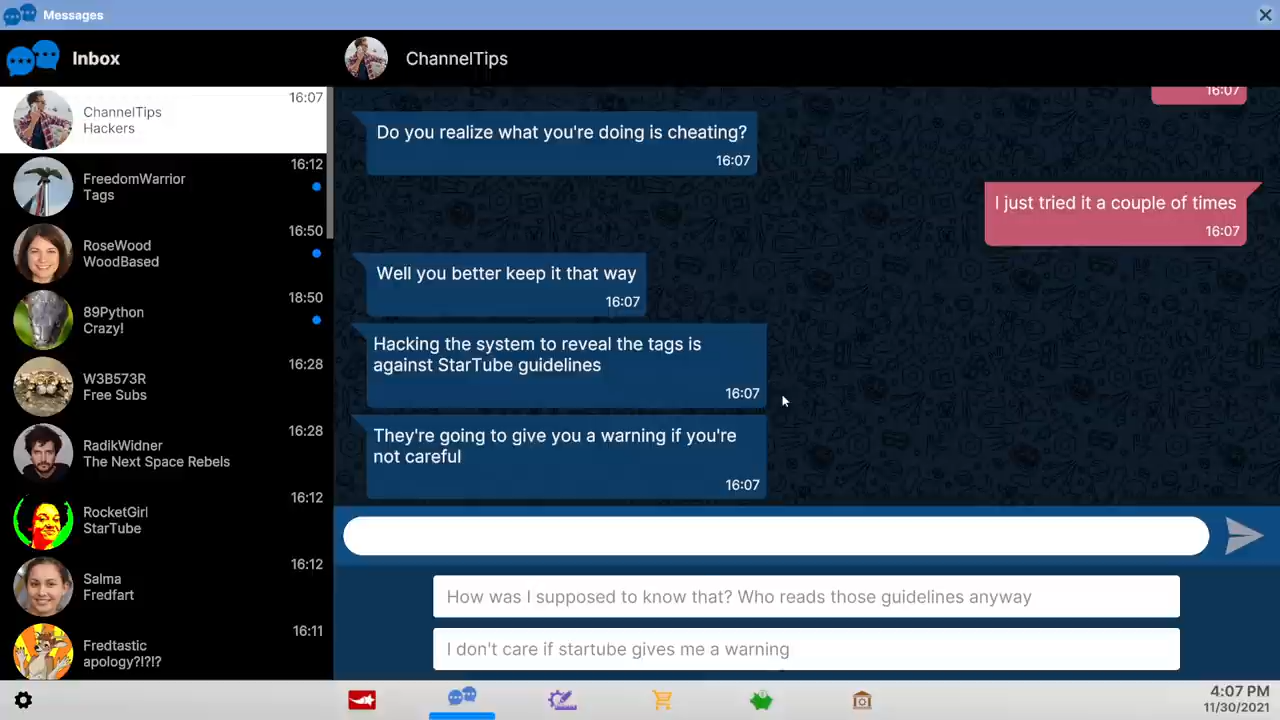 Messages
Inbox
ChannelTips
16:07
ChannelTips
Hackers
16:12
FreedomWarrior
Tags
16:50
RoseWood
WoodBased
18:50
89Python
Crazy!
16:28
W3B573R
Free Subs
16:28
RadikWidner
The Next Space Rebels
16:12
RocketGirl
StarTube
16:12
Salma
Fredfart
16:11
Fredtastic
apology?!?!?
16:07
Do you realize what you're doing is cheating?
16:07
I just tried it a couple of times
16:07
Well you better keep it that way
16:07
Hacking the system to reveal the tags is
against StarTube guidelines
16:07
They're going to give you a warning if you're
not careful
16:07
How was I supposed to know that? Who reads those guidelines anyway
I don't care if startube gives me a warning
4:07 PM
11/30/2021